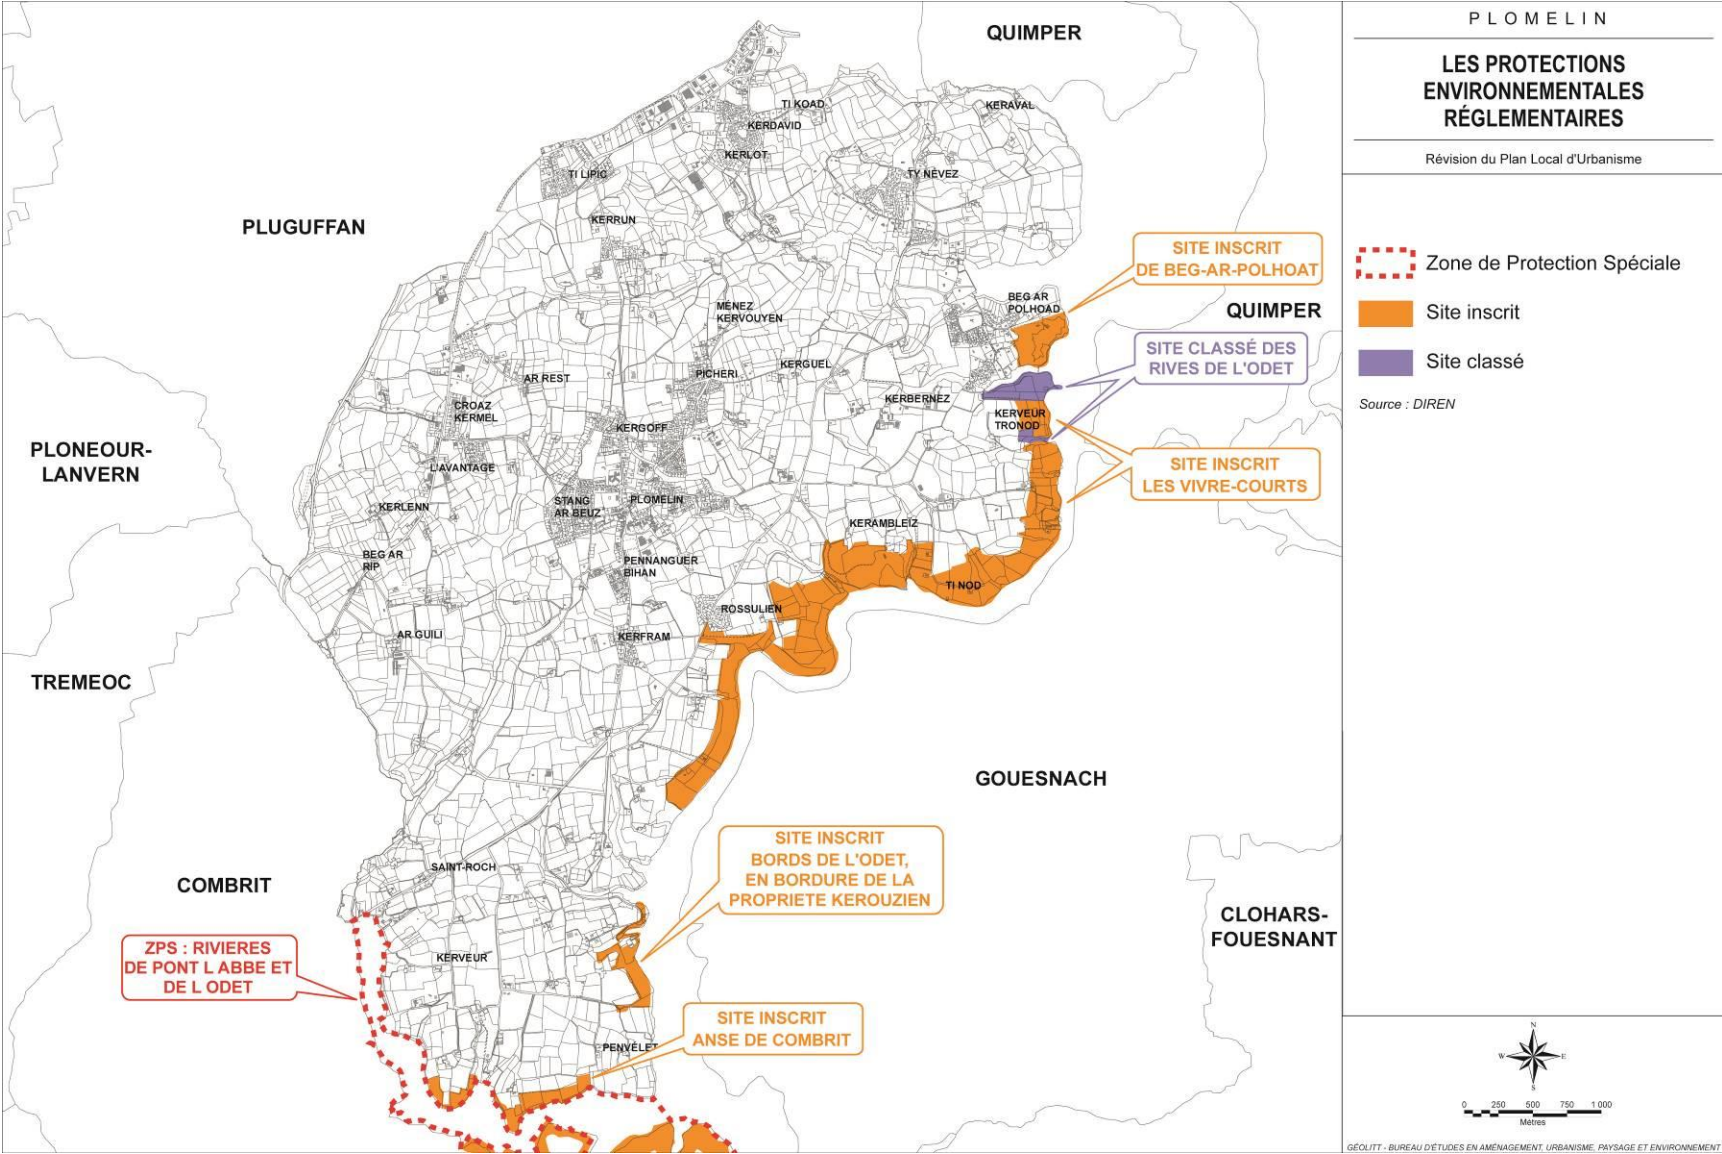 PLOMELIN
LES PROTECTIONS
ENVIRONNEMENTALES
RÉGLEMENTAIRES
Révision du Plan Local d'Urbanisme
Zone de Protection Spéciale
Site inscrit
Site classé
Source : DIREN
QUIMPER
TI KOAD
KERAVAL
KERDAVID
KERLOT
TI LIPIC
TY NÉVEZ
KERRUN
PLUGUFFAN
SITE INSCRIT
DE BEG-AR-POLHOAT
BEG AR
POLHOAD
QUIMPER
MÉNEZ
KERVOUYEN
SITE CLASSÉ DES
RIVES DE L'ODET
KERGUEL
PICHERI
AR REST
KERBERNEZ
CROAZ
KERMEL
KERVEUR
TRONOD
KERGOFF
PLONEOUR-
LANVERN
L'AVANTAGE
SITE INSCRIT
LES VIVRE-COURTS
STANG
AR BEUZ
PLOMELIN
KERLENN
KERAMBLEIZ
BEG AR
RIP
PENNANGUER
BIHAN
TI NOD
ROSSULIEN
AR GUILI
KERFRAM
TREMEOC
GOUESNACH
SITE INSCRIT
BORDS DE L'ODET,
EN BORDURE DE LA
PROPRIETE KEROUZIEN
SAINT-ROCH
COMBRIT
CLOHARS-
FOUESNANT
ZPS : RIVIERES
DE PONT L ABBE ET
DE L ODET
KERVEUR
SITE INSCRIT
ANSE DE COMBRIT
PENVÉLET
N
W E
S
0 250 500 750 1 000
Mètres
GÉOLITT - BUREAU D'ÉTUDES EN AMÉNAGEMENT, URBANISME, PAYSAGE ET ENVIRONNEMENT